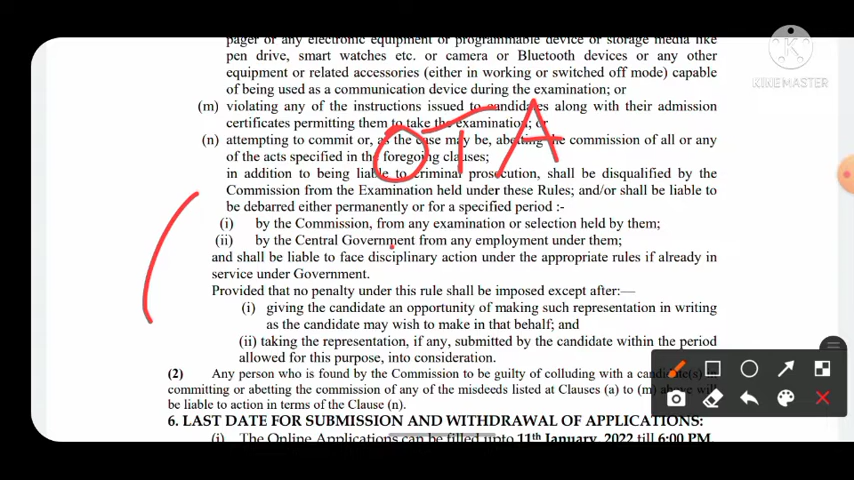 pager or any electronic equipment or programmable device or storage media like
pen drive, smart watches etc. or camera or Bluetooth devices or any other
equipment or related accessories (either in working or switched off mode) capable
of being used as a communication device during the examination; or
KINEMASTER
(m) violating any of the instructions issued to candidates along with their admission
certificates permitting them to take the examination; or
(n) attempting to commit or, as the case may be, abetting the commission of all or any
OTA
of the acts specified in the foregoing clauses;
in addition to being liable to criminal prosecution, shall be disqualified by the
Commission from the Examination held under these Rules; and/or shall be liable to
be debarred either permanently or for a specified period :-
(i) by the Commission, from any examination or selection held by them;
(ii) by the Central Government from any employment under them;
and shall be liable to face disciplinary action under the appropriate rules if already in
service under Government.
Provided that no penalty under this rule shall be imposed except after:—
(i) giving the candidate an opportunity of making such representation in writing
as the candidate may wish to make in that behalf; and
(ii) taking the representation, if any, submitted by the candidate within the period
allowed for this purpose, into consideration.
(2) Any person who is found by the Commission to be guilty of colluding with a candidate(s)
committing or abetting the commission of any of the misdeeds listed at Clauses (a) to (m) above will
be liable to action in terms of the Clause (n).
6. LAST DATE FOR SUBMISSION AND WITHDRAWAL OF APPLICATIONS:
(i) The Online Applications can be filled upto 11th January, 2022 till 6:00 PM.